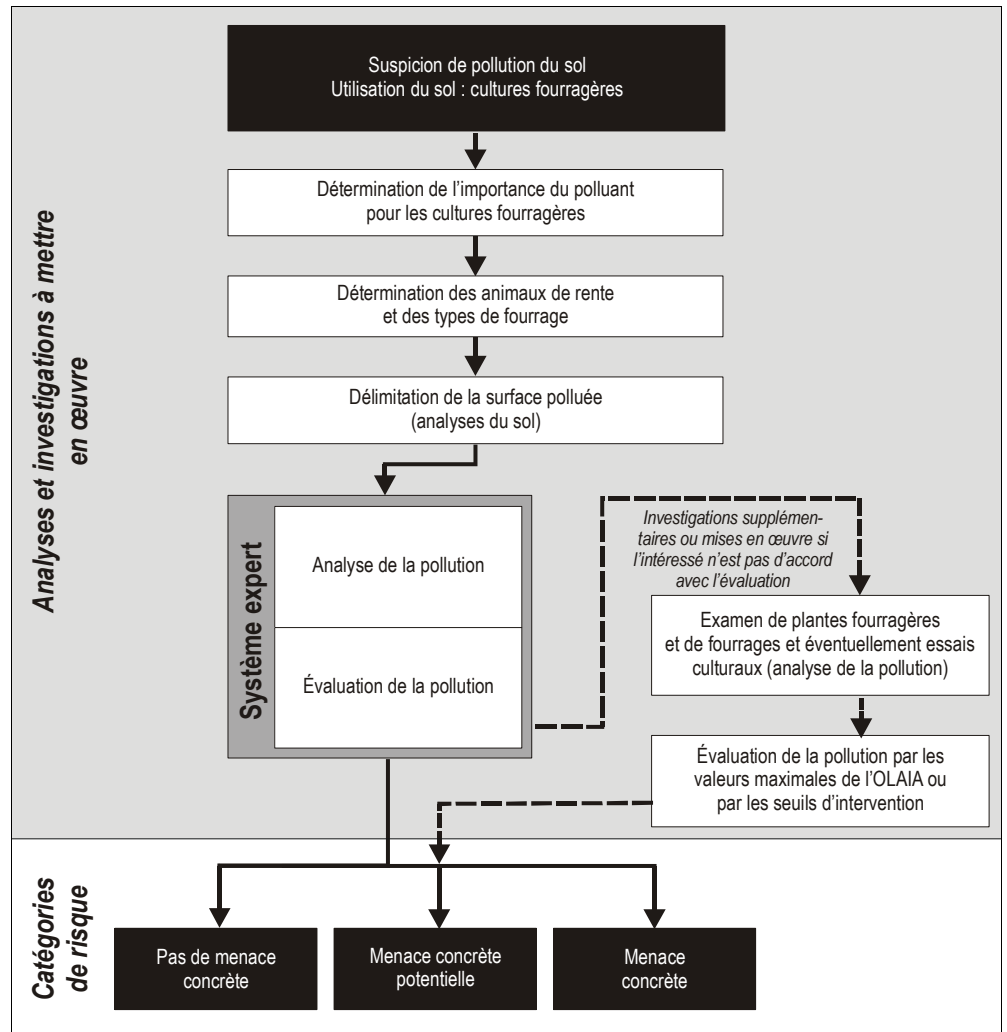 Suspicion de pollution du sol
Utilisation du sol : cultures fourragères
Détermination de l'importance du polluant
pour les cultures fourragères
Détermination des animaux de rente
et des types de fourrage
Délimitation de la surface polluée
(analyses du sol)
Analyses et investigations à mettre
en œuvre
Système expert
Analyse de la pollution
Évaluation de la pollution
Investigations supplémen-
taires ou mises en œuvre si
l'intéressé n'est pas d'accord
avec l'évaluation
Examen de plantes fourragères
et de fourrages et éventuellement essais
culturaux (analyse de la pollution)
Évaluation de la pollution par les
valeurs maximales de l'OLAIA ou
par les seuils d'intervention
Catégories
de risque
Pas de menace
concrète
Menace concrète
potentielle
Menace
concrète